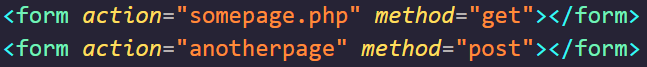 <form action="somepage.php" method="get"></form>
<form action="anotherpage" method="post"></form>